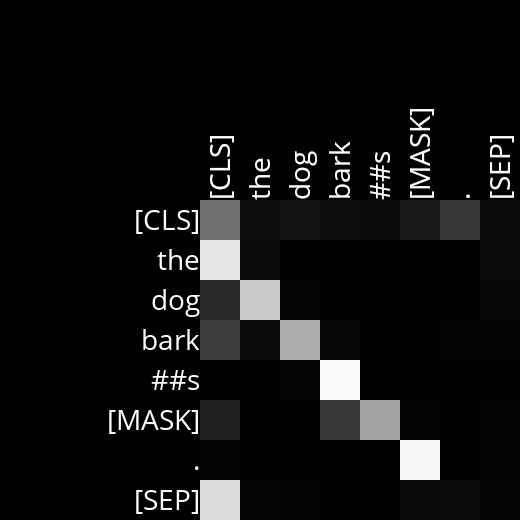 [CLS] the dog bark ##s [MASK] . [SEP]
[CLS]
the
dog
bark
##s
[MASK]
.
[SEP]